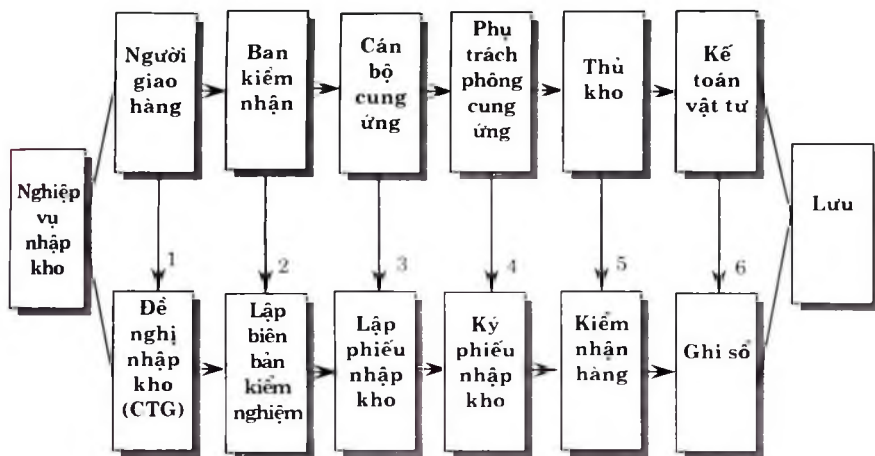 Nghiệp
vụ
nhập
kho
Người
giao
hàng
Ban
kiểm
nhận
Cán
bộ
cung
ứng
Phụ
trách
phông
cung
ứng
Thủ
kho
Kế
toán
vật tư
Lưu
1
2
3
4
5
6
Đề
nghị
nhập
kho
(CTG)
Lập
biên
bản
kiểm
nghiệm
Lập
phiếu
nhập
kho
Ký
phiếu
nhập
kho
Kiểm
nhận
hàng
Ghi sổ